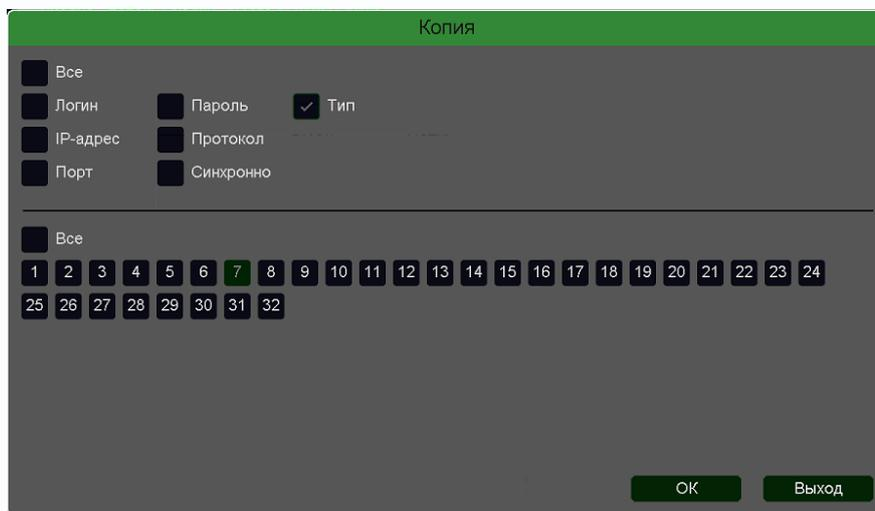 Копия
Все
Логин Пароль Тип
IP-адрес Протокол
Порт Синхронно
Все
1 2 3 4 5 6 7 8 9 10 11 12 13 14 15 16 17 18 19 20 21 22 23 24
25 26 27 28 29 30 31 32
ОК Выход